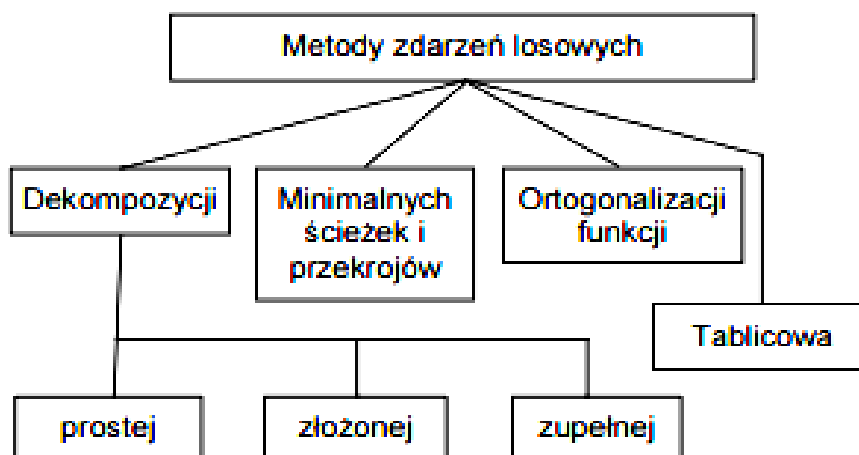 Metody zdarzeń losowych
Dekompozycji
Minimalnych
ścieżek i
przekrojów
Ortogonalizacji
funkcji
Tablicowa
prostej
złożonej
zupełnej